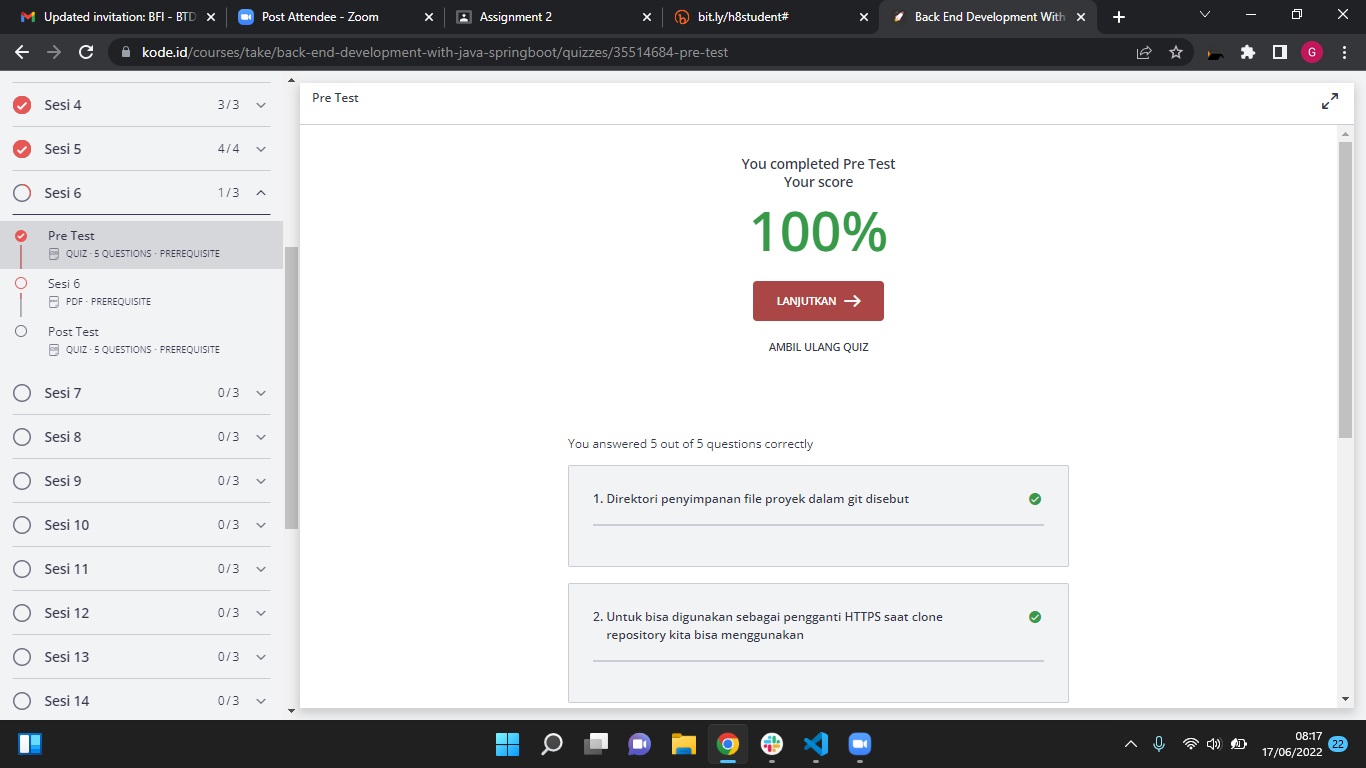 Updated invitation: BFI - BTD
Post Attendee - Zoom
Assignment 2
bit.ly/h8student#
Back End Development With
kode.id/courses/take/back-end-development-with-java-springboot/quizzes/35514684-pre-test
G
Sesi 4 3/3
Sesi 5 4/4
Sesi 6 1/3
Pre Test
QUIZ · 5 QUESTIONS · PREREQUISITE
Sesi 6
PDF · PREREQUISITE
Post Test
QUIZ · 5 QUESTIONS · PREREQUISITE
Sesi 7 0/3
Sesi 8 0/3
Sesi 9 0/3
Sesi 10 0/3
Sesi 11 0/3
Sesi 12 0/3
Sesi 13 0/3
Sesi 14 0/3
Pre Test
You completed Pre Test
Your score
100%
LANJUTKAN
AMBIL ULANG QUIZ
You answered 5 out of 5 questions correctly
1. Direktori penyimpanan file proyek dalam git disebut
2. Untuk bisa digunakan sebagai pengganti HTTPS saat clone
repository kita bisa menggunakan
08:17
17/06/2022
22